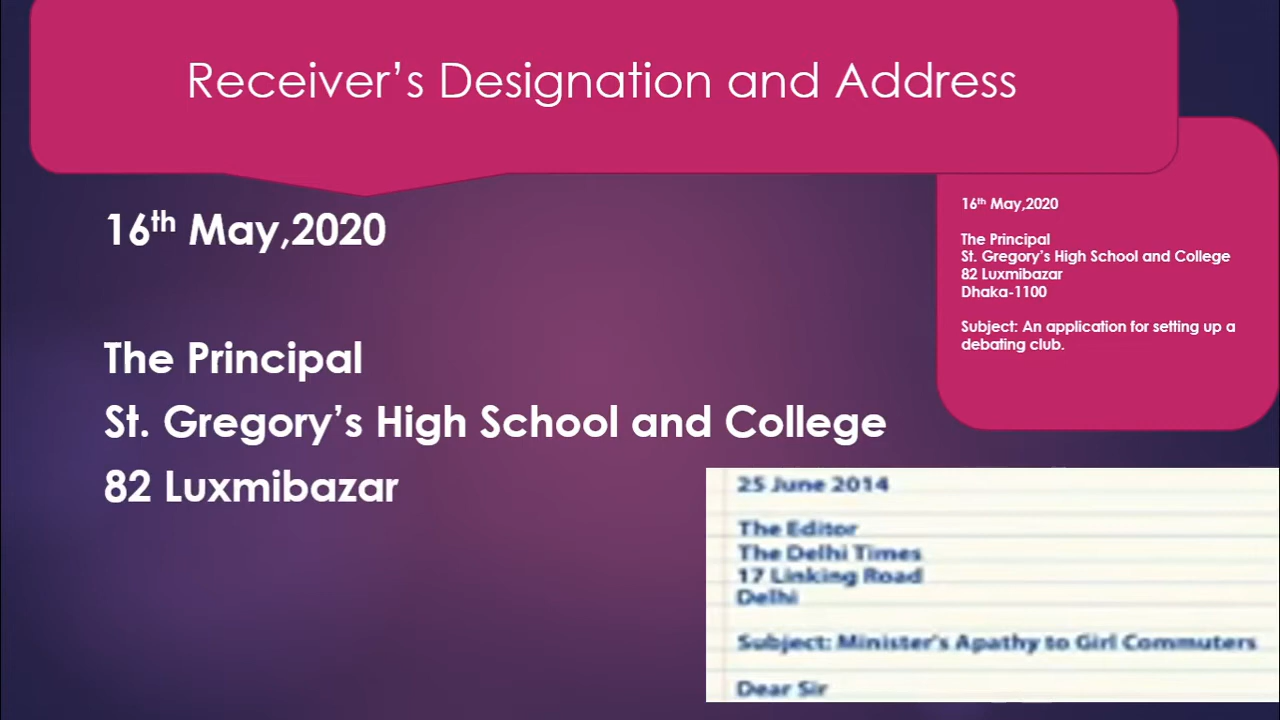 Receiver’s Designation and Address
16th May,2020
The Principal
St. Gregory’s High School and College
82 Luxmibazar
16th May,2020
The Principal
St. Gregory’s High School and College
82 Luxmibazar
Dhaka-1100
Subject: An application for setting up a
debating club.
25 June 2014
The Editor
The Delhi Times
17 Linking Road
Delhi
Subject: Minister's Apathy to Girl Commuters
Dear Sir